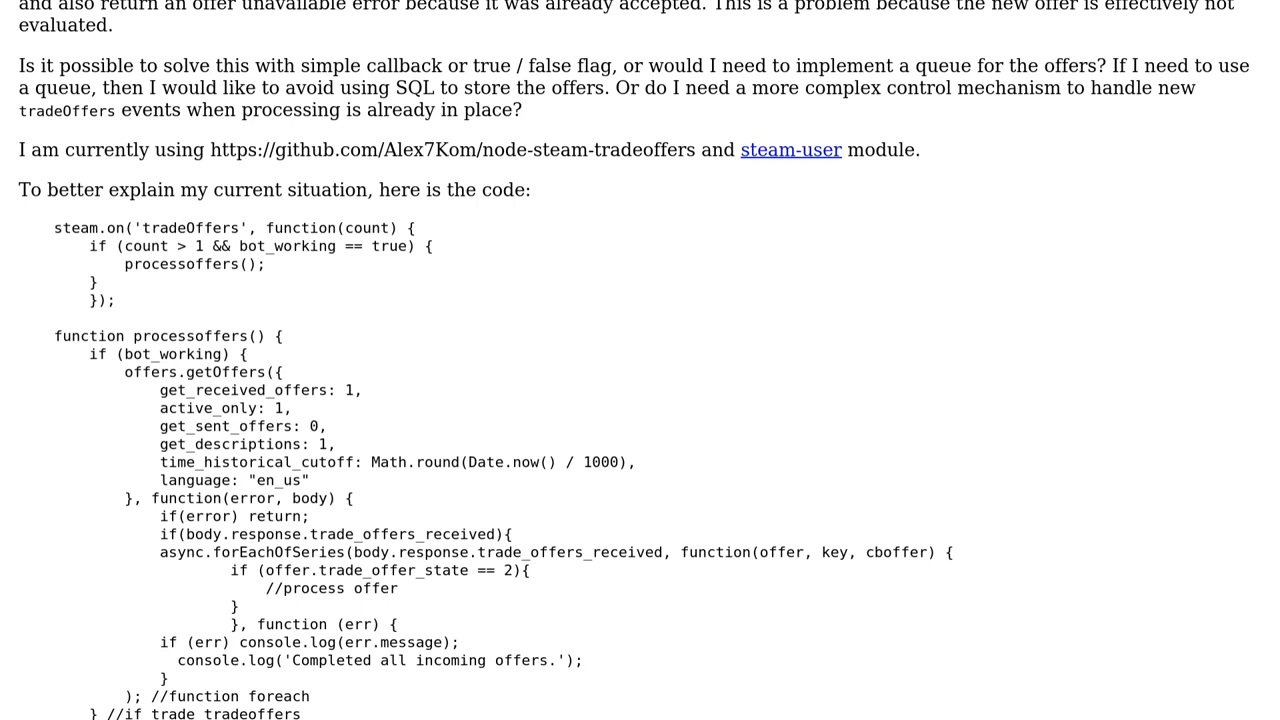 and also return an offer unavailable error because it was already accepted. This is a problem because the new offer is effectively not
evaluated.
Is it possible to solve this with simple callback or true / false flag, or would I need to implement a queue for the offers? If I need to use
a queue, then I would like to avoid using SQL to store the offers. Or do I need a more complex control mechanism to handle new
tradeOffers events when processing is already in place?
I am currently using https://github.com/Alex7Kom/node-steam-tradeoffers and steam-user module.
To better explain my current situation, here is the code:
steam.on('tradeOffers', function(count) {
    if (count > 1 && bot_working == true) {
        processoffers();
    }
    });
function processoffers() {
    if (bot_working) {
        offers.getOffers({
            get_received_offers: 1,
            active_only: 1,
            get_sent_offers: 0,
            get_descriptions: 1,
            time_historical_cutoff: Math.round(Date.now() / 1000),
            language: "en_us"
        }, function(error, body) {
            if(error) return;
            if(body.response.trade_offers_received){
            async.forEachOfSeries(body.response.trade_offers_received, function(offer, key, cboffer) {
                    if (offer.trade_offer_state == 2){
                        //process offer
                    }
                    }, function (err) {
            if (err) console.log(err.message);
              console.log('Completed all incoming offers.');
            }
        ); //function foreach
    } //if trade tradeoffers